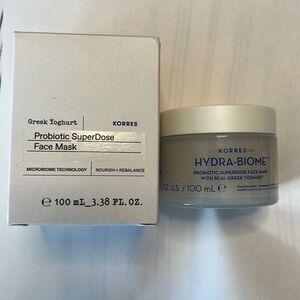 Greek Yoghurt KORRES
Probiotic SuperDose
Face Mask
MICROBIOME TECHNOLOGY NOURISH + REBALANCE
℮ 100 mL_3.38 FL.OZ.
KORRES
HYDRA-BIOME™
PROBIOTIC SUPERDOSE FACE MASK
WITH REAL GREEK YOGHURT
OZ. U.S. / 100 mL ℮